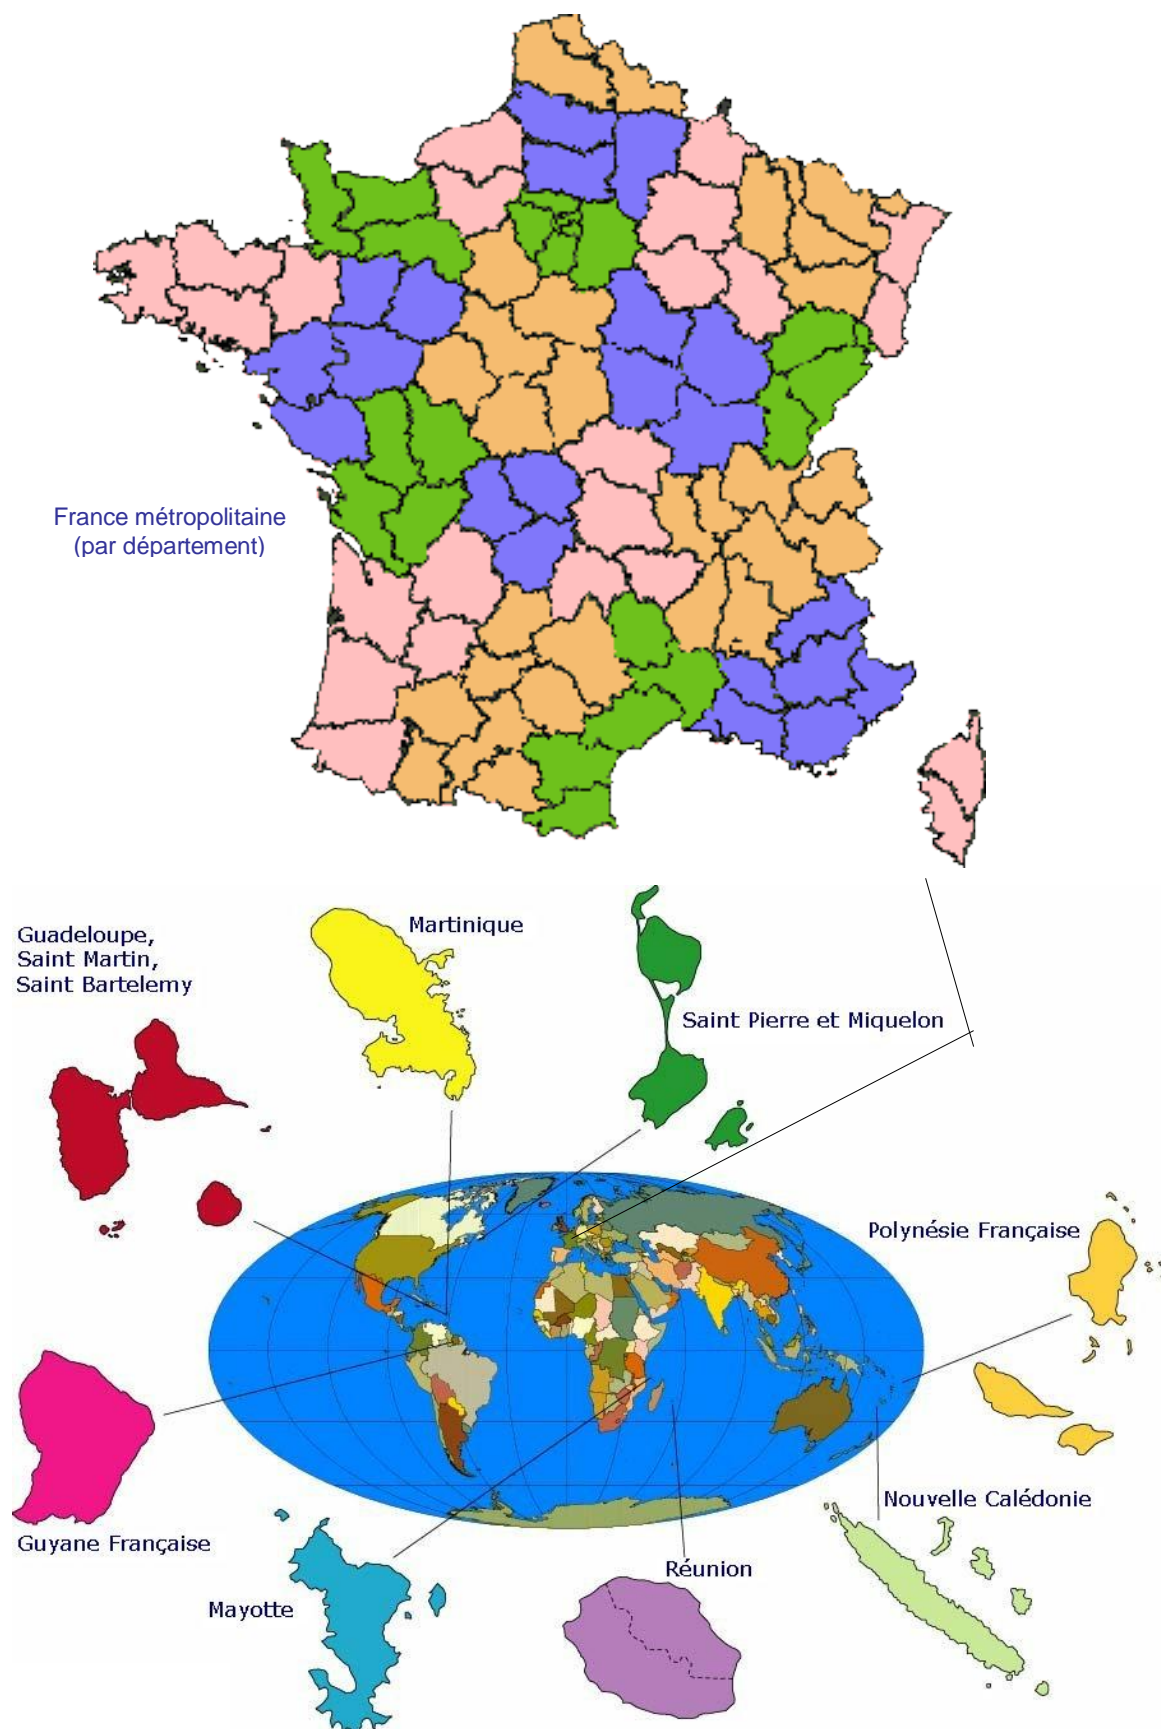 France métropolitaine
(par département)
Guadeloupe,
Saint Martin,
Saint Bartelemy
Martinique
Saint Pierre et Miquelon
Polynésie Française
Nouvelle Calédonie
Guyane Française
Réunion
Mayotte